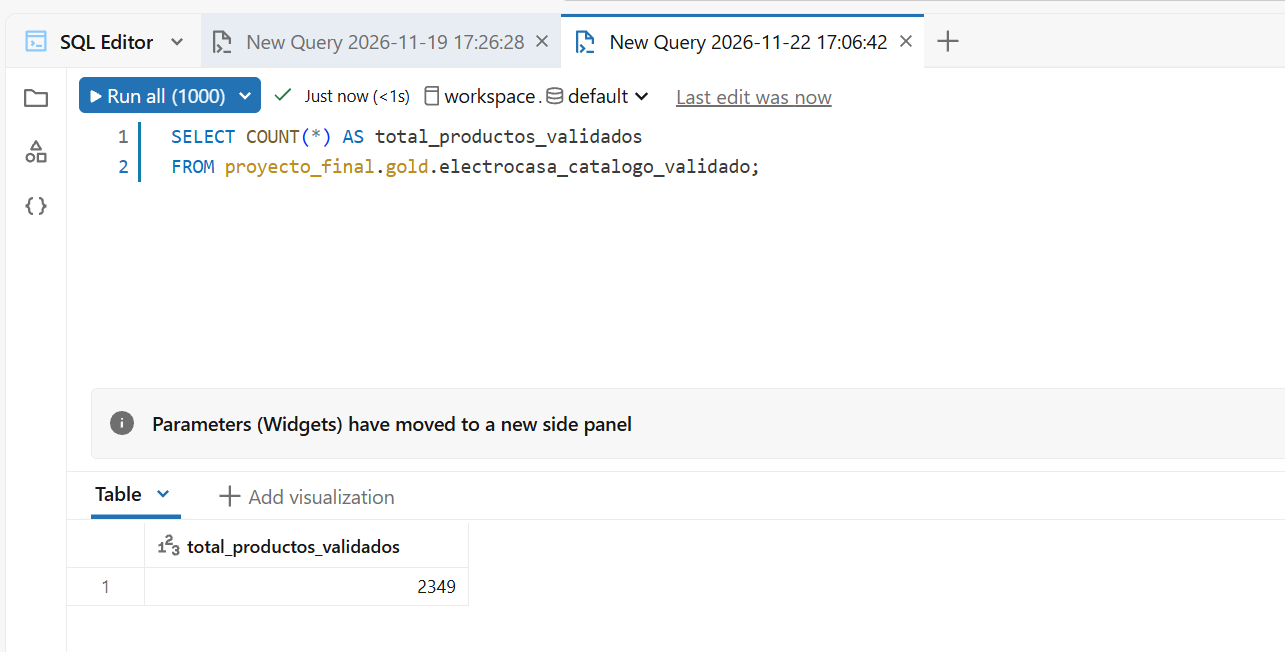 SQL Editor
New Query 2026-11-19 17:26:28
New Query 2026-11-22 17:06:42
Run all (1000)
Just now (<1s)
workspace.
default
Last edit was now
1 SELECT COUNT(*) AS total_productos_validados
2 FROM proyecto_final.gold.electrocasa_catalogo_validado;
Parameters (Widgets) have moved to a new side panel
Table
Add visualization
123 total_productos_validados
1 2349